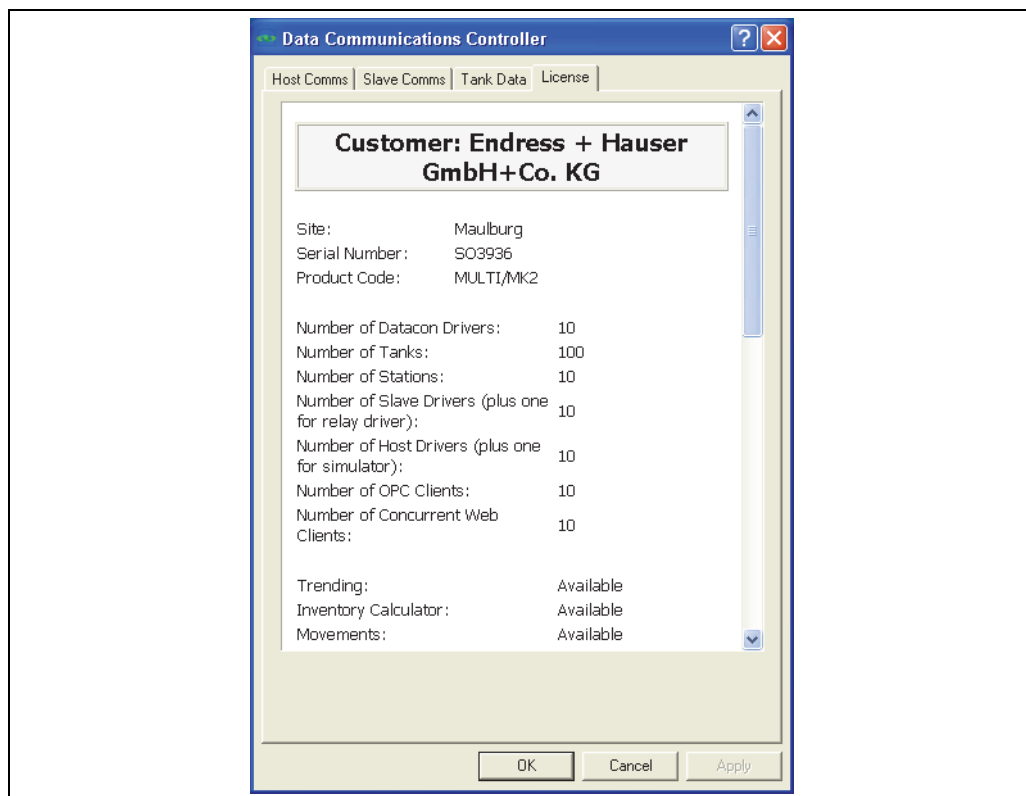 Data Communications Controller
Host Comms Slave Comms Tank Data License
Customer: Endress + Hauser
GmbH+Co. KG
Site: Maulburg
Serial Number: SO3936
Product Code: MULTI/MK2
Number of Datacon Drivers: 10
Number of Tanks: 100
Number of Stations: 10
Number of Slave Drivers (plus one
for relay driver): 10
Number of Host Drivers (plus one
for simulator): 10
Number of OPC Clients: 10
Number of Concurrent Web
Clients: 10
Trending: Available
Inventory Calculator: Available
Movements: Available
OK Cancel Apply